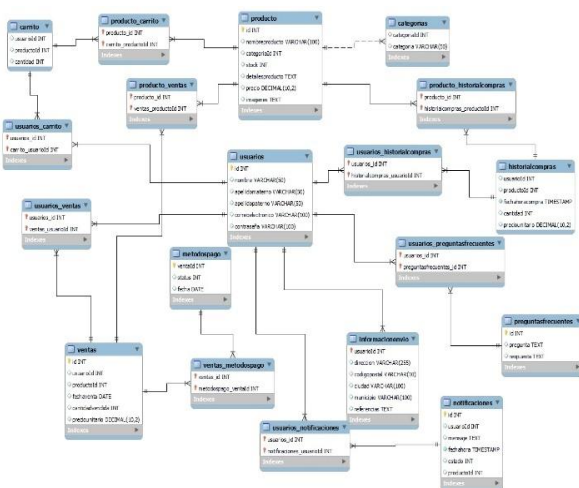 carrito
usuarioId INT
productoId INT
cantidad INT
Indexes
producto_carrito
producto_id INT
carrito_productoId INT
Indexes
producto
id INT
nombreproducto VARCHAR(100)
categoriaId INT
stock INT
detallesproducto TEXT
precio DECIMAL(10,2)
imagenes TEXT
Indexes
categorias
categoriaId INT
categoria VARCHAR(50)
Indexes
producto_ventas
producto_id INT
ventas_productoId INT
Indexes
producto_historialcompras
producto_id INT
historialcompras_productoId INT
Indexes
usuarios_carrito
usuarios_id INT
carrito_usuarioId INT
Indexes
usuarios
id INT
nombre VARCHAR(50)
apellidomaterno VARCHAR(50)
apellidopaterno VARCHAR(50)
correoelectronico VARCHAR(100)
contraseña VARCHAR(100)
Indexes
usuarios_historialcompras
usuarios_id INT
historialcompras_usuarioId INT
Indexes
historialcompras
usuarioId INT
productoId INT
fechahoracompra TIMESTAMP
cantidad INT
preciounitario DECIMAL(10,2)
Indexes
usuarios_ventas
usuarios_id INT
ventas_usuarioId INT
Indexes
metodospago
ventaId INT
status INT
fecha DATE
Indexes
usuarios_preguntasfrecuentes
usuarios_id INT
preguntasfrecuentes_id INT
Indexes
preguntasfrecuentes
id INT
pregunta TEXT
respuesta TEXT
Indexes
ventas
id INT
usuarioId INT
productoId INT
fechaventa DATE
cantidadvendida INT
preciounitario DECIMAL(10,2)
Indexes
ventas_metodospago
ventas_id INT
metodospago_ventaId INT
Indexes
informacionenvio
usuarioId INT
direccion VARCHAR(255)
codigopostal VARCHAR(10)
ciudad VARCHAR(100)
municipio VARCHAR(100)
referencias TEXT
Indexes
usuarios_notificaciones
usuarios_id INT
notificaciones_usuarioId INT
Indexes
notificaciones
id INT
usuarioId INT
mensaje TEXT
fechahora TIMESTAMP
estado INT
productoId INT
Indexes